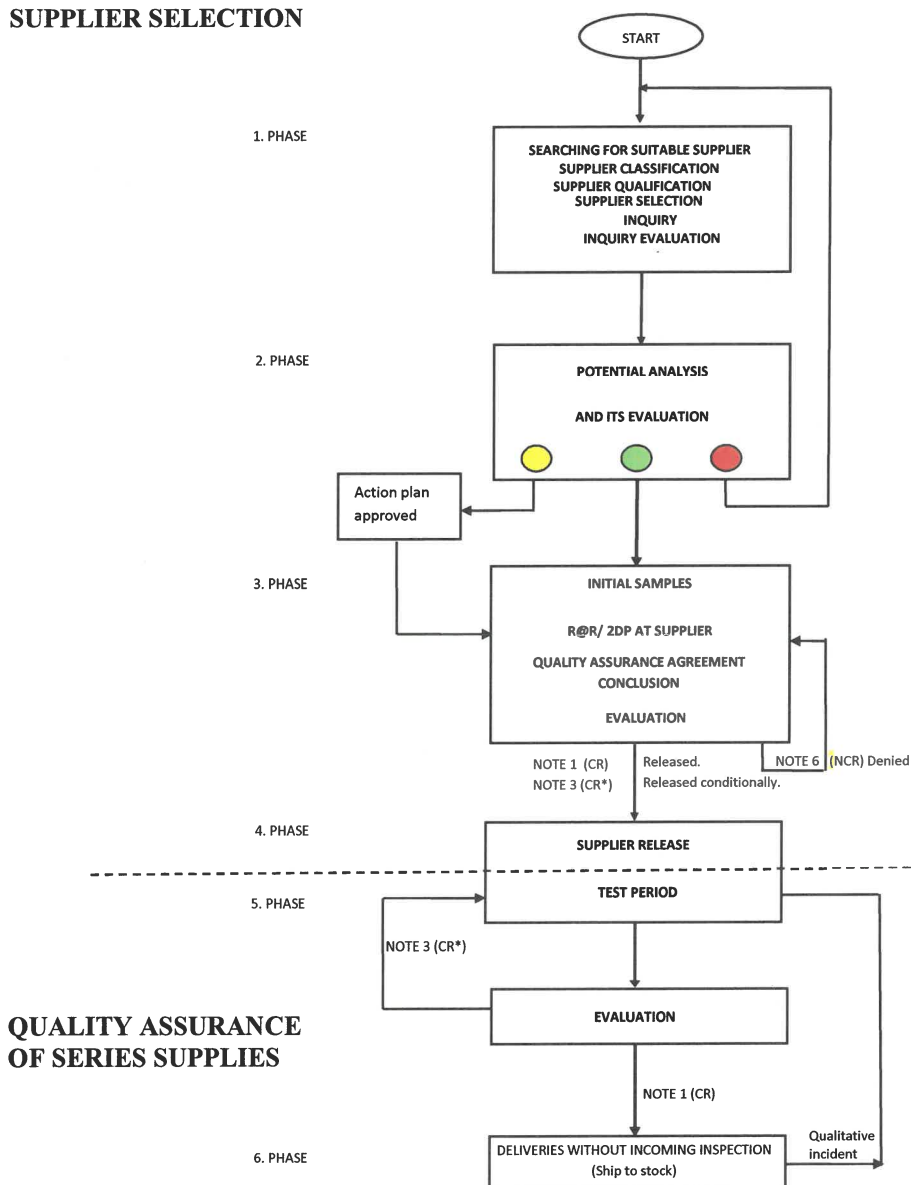 SUPPLIER SELECTION
START
1. PHASE
SEARCHING FOR SUITABLE SUPPLIER
SUPPLIER CLASSIFICATION
SUPPLIER QUALIFICATION
SUPPLIER SELECTION
INQUIRY
INQUIRY EVALUATION
2. PHASE
POTENTIAL ANALYSIS
AND ITS EVALUATION
Action plan
approved
3. PHASE
INITIAL SAMPLES
R@R/ 2DP AT SUPPLIER
QUALITY ASSURANCE AGREEMENT
CONCLUSION
EVALUATION
NOTE 1 (CR) Released.
NOTE 6 (NCR) Denied
NOTE 3 (CR*) Released conditionally.
4. PHASE
SUPPLIER RELEASE
5. PHASE
TEST PERIOD
NOTE 3 (CR*)
EVALUATION
QUALITY ASSURANCE
OF SERIES SUPPLIES
NOTE 1 (CR)
6. PHASE
DELIVERIES WITHOUT INCOMING INSPECTION
(Ship to stock)
Qualitative
incident